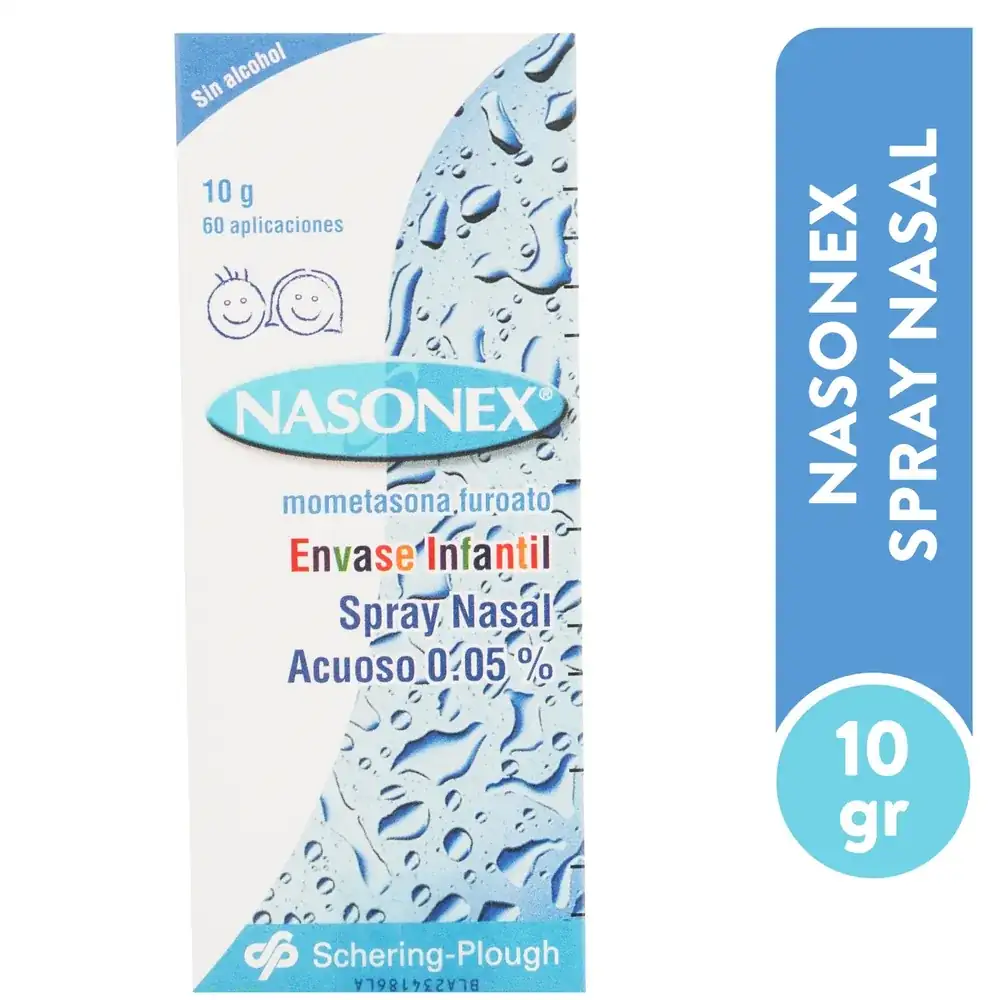 Sin alcohol
10 g
60 aplicaciones
NASONEX®
mometasona furoato
Envase Infantil
Spray Nasal
Acuoso 0.05 %
Schering-Plough
BLA234186LA
NASONEX
SPRAY NASAL
10
gr